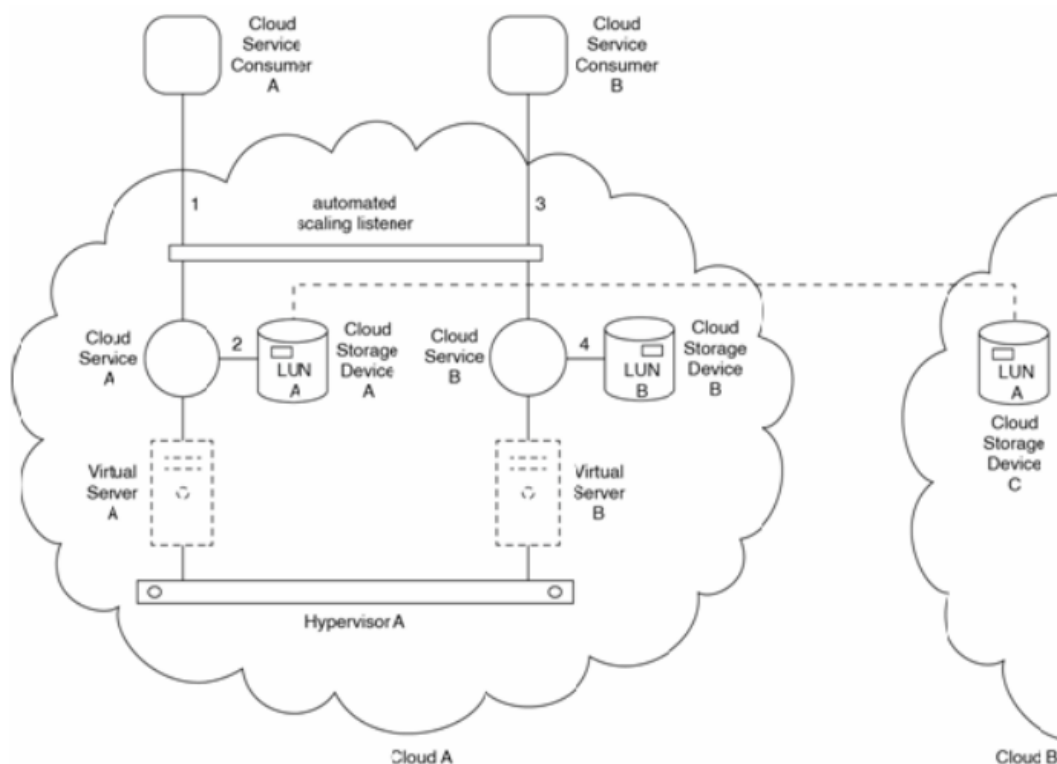 Cloud
Service
Consumer
A
Cloud
Service
Consumer
B
1
automated
scaling listener
3
Cloud
Service
A
2
LUN
A
Cloud
Storage
Device
A
Cloud
Service
B
4
LUN
B
Cloud
Storage
Device
B
LUN
A
Cloud
Storage
Device
C
Virtual
Server
A
Virtual
Server
B
Hypervisor A
Cloud A
Cloud B